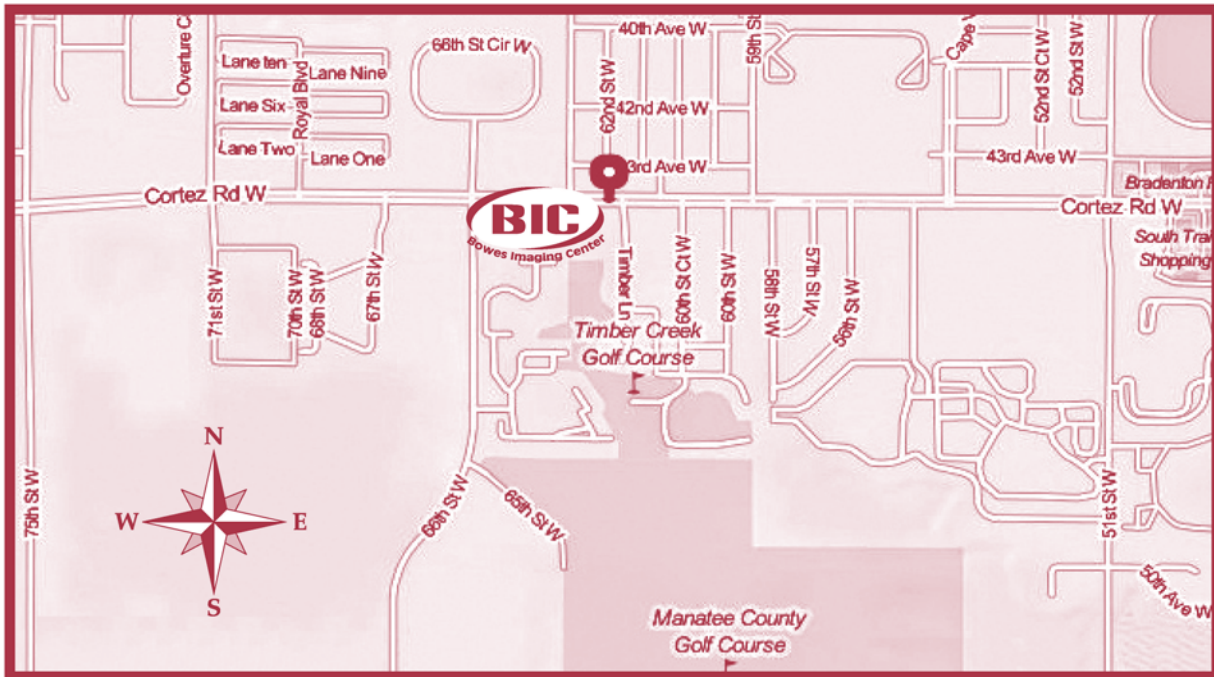 40th Ave W
59th St
Cape
52nd St Ct W
52nd St W
Overture C
66th St Cir W
Lane ten
Lane Nine
Royal Blvd
62nd St W
Lane Six
42nd Ave W
Lane Two
Lane One
3rd Ave W
43rd Ave W
Bradenton
Cortez Rd W
BIC
Bowes Imaging Center
Cortez Rd W
South Trai
Shopping
71st St W
70th St W
68th St W
67th St W
Timber Ln
60th St Ct W
60th St W
58th St W
57th St W
56th St W
Timber Creek
Golf Course
N
W
E
S
75th St W
66th St W
65th St W
51st St W
50th Ave W
Manatee County
Golf Course